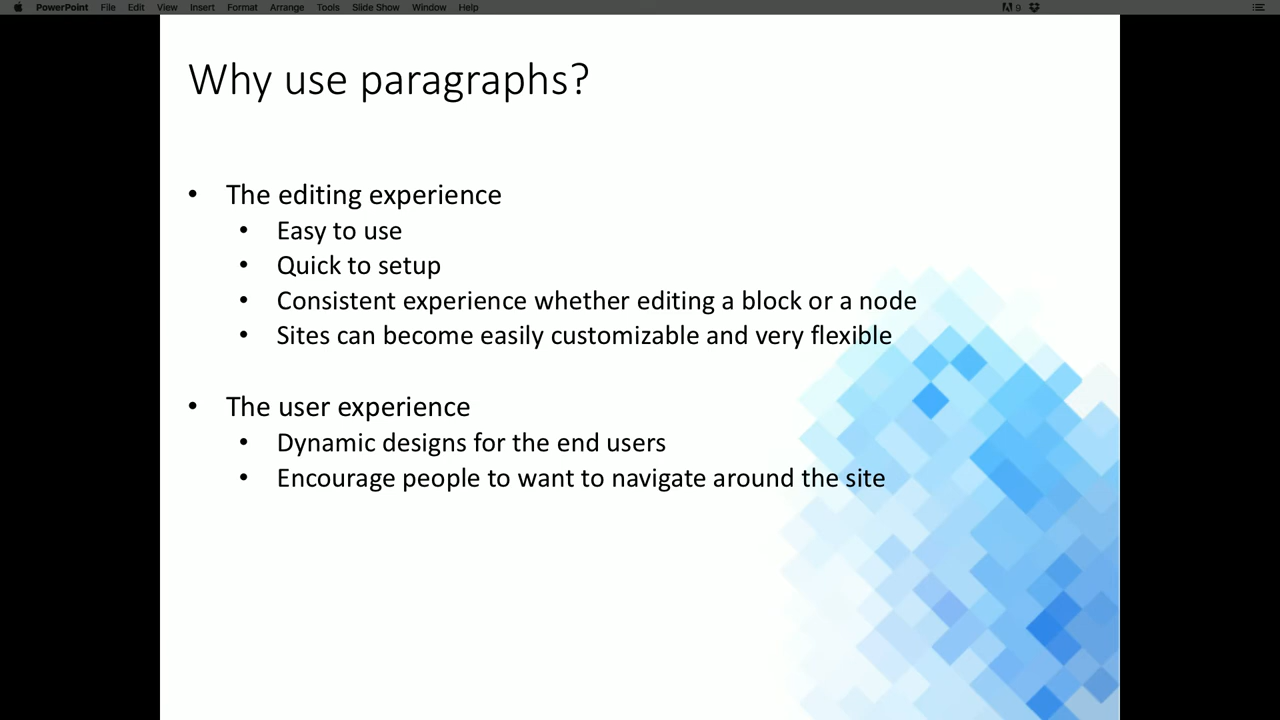 PowerPoint File Edit View Insert Format Arrange Tools Slide Show Window Help 9
Why use paragraphs?
• The editing experience
• Easy to use
• Quick to setup
• Consistent experience whether editing a block or a node
• Sites can become easily customizable and very flexible
• The user experience
• Dynamic designs for the end users
• Encourage people to want to navigate around the site